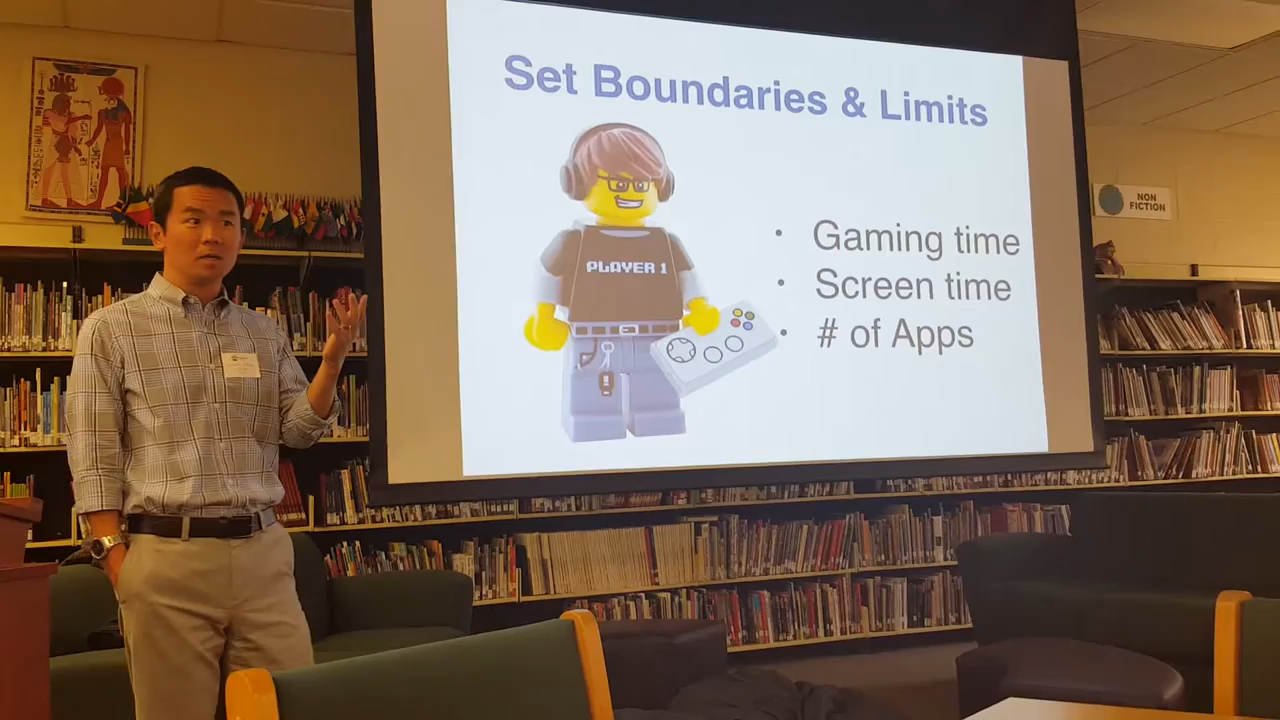 Set Boundaries & Limits
PLAYER 1
• Gaming time
• Screen time
• # of Apps
NON
FICTION